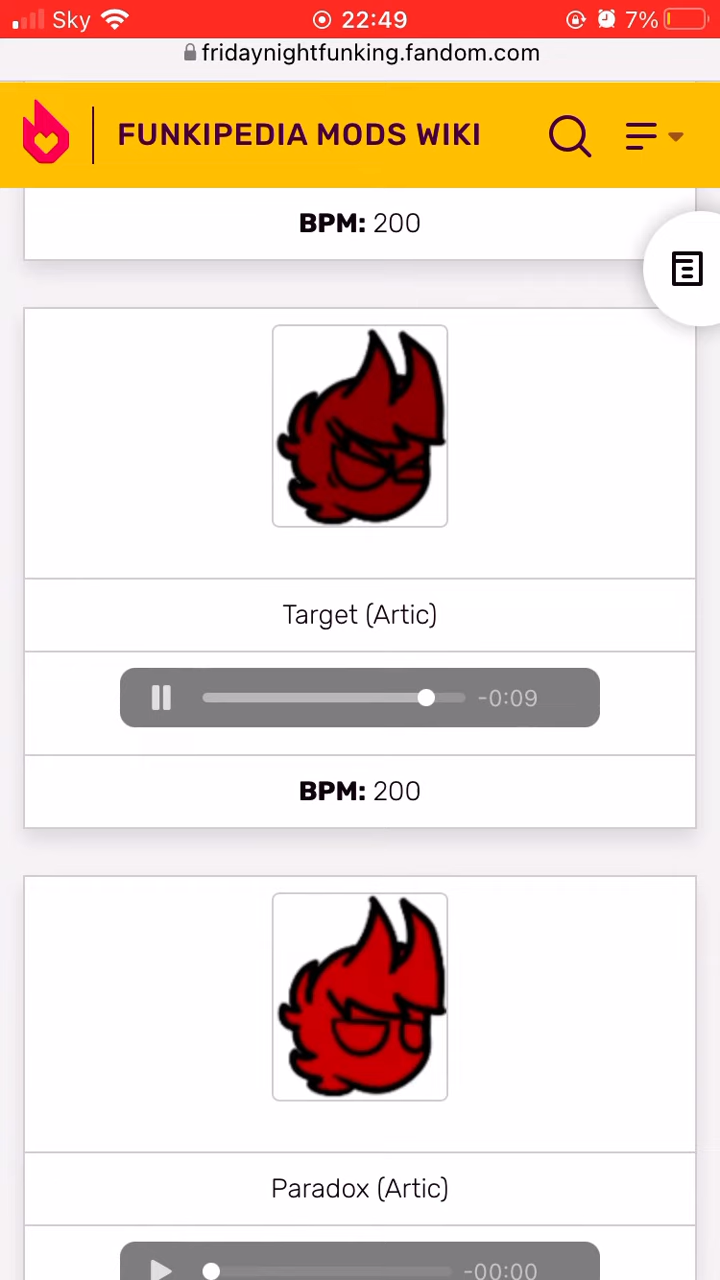 Sky 22:49 7%
fridaynightfunking.fandom.com
FUNKIPEDIA MODS WIKI
BPM: 200
Target (Artic)
-0:09
BPM: 200
Paradox (Artic)
-00:00